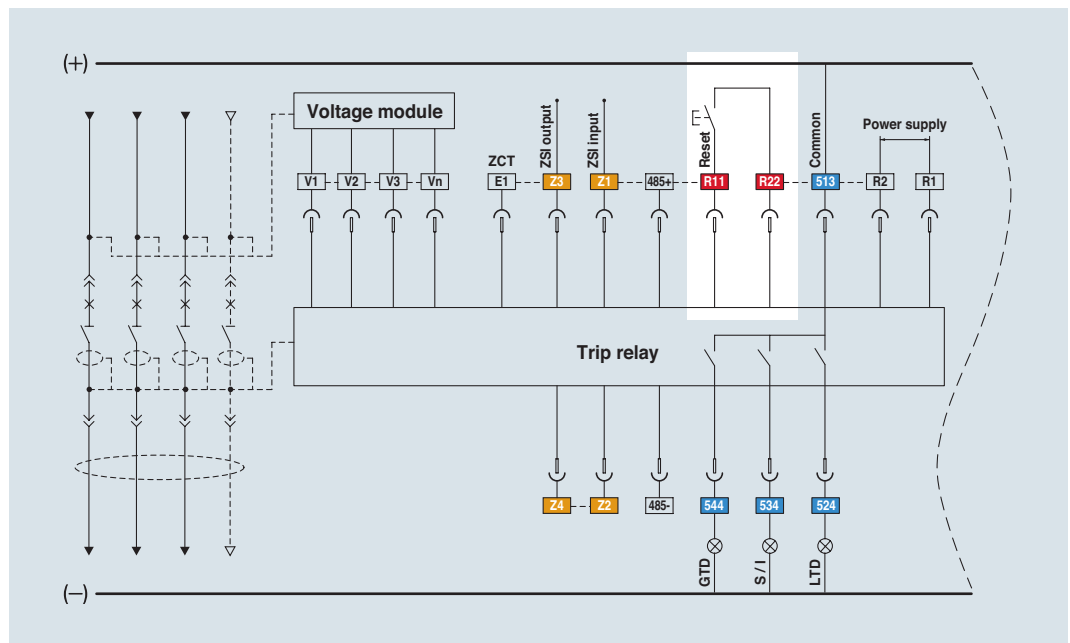 (+)
Voltage module
ZCT
ZSI output
ZSI input
Reset
Common
Power supply
V1 V2 V3 Vn E1 Z3 Z1 485+ R11 R22 513 R2 R1
Trip relay
Z4 Z2 485- 544 534 524
GTD
S / I
LTD
(—)